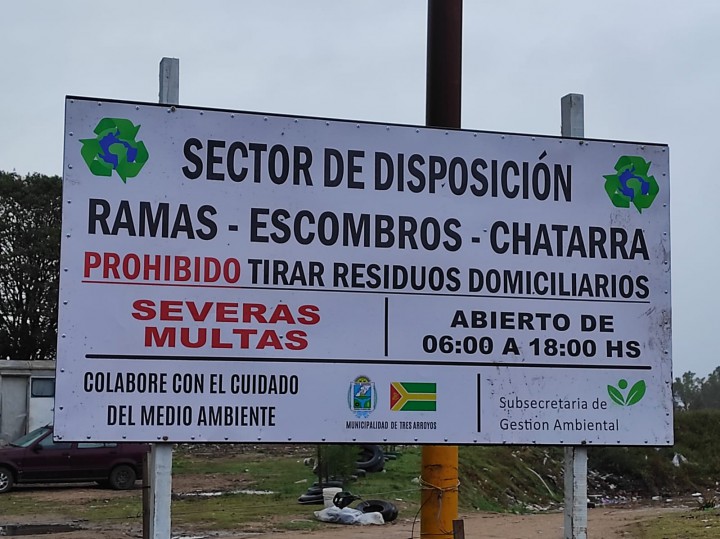 SECTOR DE DISPOSICIÓN
RAMAS - ESCOMBROS - CHATARRA
PROHIBIDO TIRAR RESIDUOS DOMICILIARIOS
SEVERAS
MULTAS
ABIERTO DE
06:00 A 18:00 HS
COLABORE CON EL CUIDADO
DEL MEDIO AMBIENTE
MUNICIPALIDAD DE TRES ARROYOS
Subsecretaria de
Gestion Ambiental